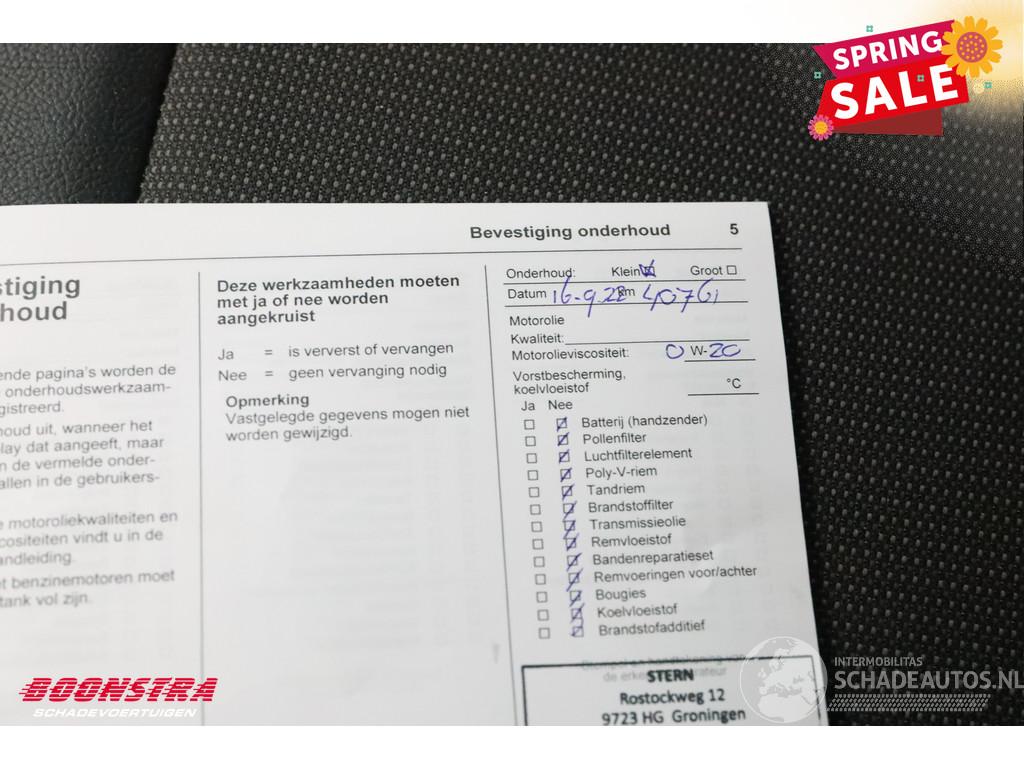 SPRING
SALE
Bevestiging onderhoud 5
stiging
houd
ende pagina's worden de
onderhoudswerkzaam-
gistreerd.
oud uit, wanneer het
lay dat aangeeft, maar
n de vermelde onder-
allen in de gebruikers-
e motoroliekwaliteiten en
cositeiten vindt u in de
andleiding.
t benzinemotoren moet
tank vol zijn.
Deze werkzaamheden moeten
met ja of nee worden
aangekruist
Ja = is ververst of vervangen
Nee = geen vervanging nodig
Opmerking
Vastgelegde gegevens mogen niet
worden gewijzigd.
Onderhoud: Klein Groot
Datum 16-9-22 km 40761
Motorolie
Kwaliteit:
Motorolieviscositeit: 0 W-20
Vorstbescherming,
koelvloeistof °C
Ja Nee
Batterij (handzender)
Pollenfilter
Luchtfilterelement
Poly-V-riem
Tandriem
Brandstoffilter
Transmissieolie
Remvloeistof
Bandenreparatieset
Remvoeringen voor/achter
Bougies
Koelvloeistof
Brandstofadditief
STERN
Rostockweg 12
9723 HG Groningen
BOONSTRA
SCHADEVOERTUIGEN
INTERMOBILITAS
SCHADEAUTOS.NL